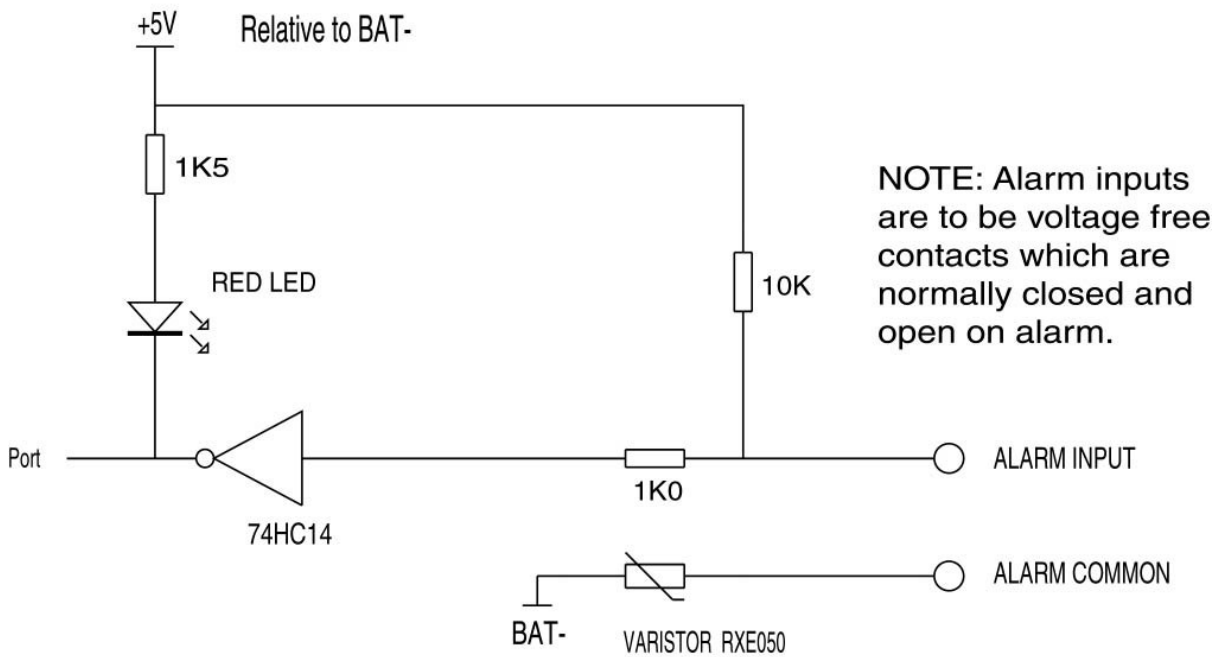 +5V
Relative to BAT-
1K5
NOTE: Alarm inputs
are to be voltage free
contacts which are
normally closed and
open on alarm.
RED LED
10K
Port
ALARM INPUT
1K0
74HC14
ALARM COMMON
BAT-
VARISTOR RXE050